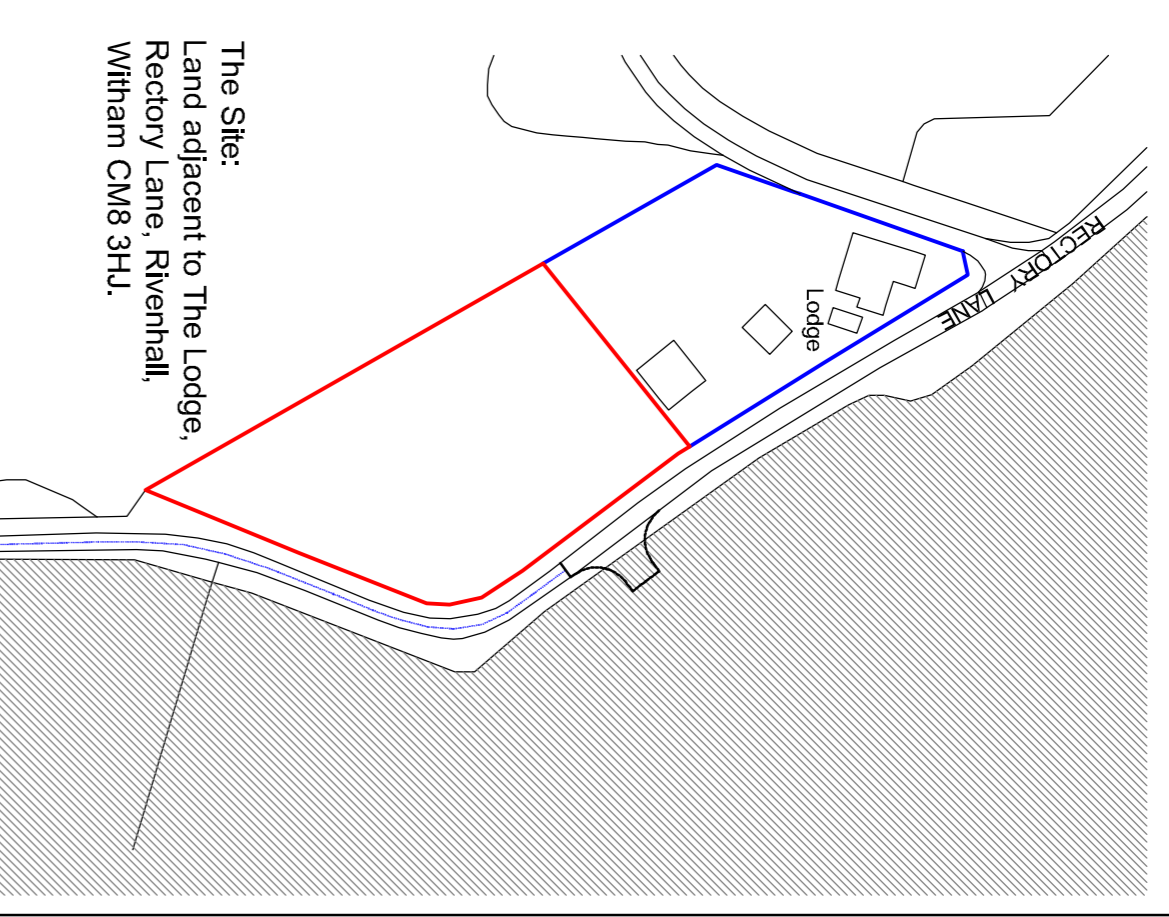 The Site:
Land adjacent to The Lodge,
Rectory Lane, Rivenhall,
Witham CM8 3HJ.
Lodge
RECTORY LANE